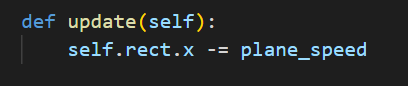 def update(self):
    self.rect.x -= plane_speed